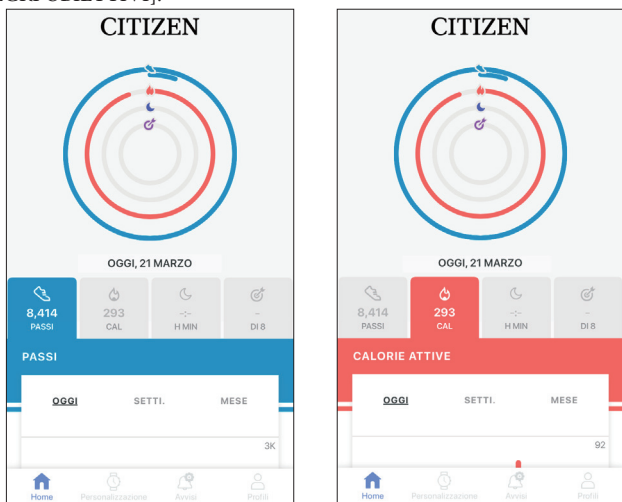 CITIZEN
OGGI, 21 MARZO
8,414
PASSI
293
CAL
-:-
H MIN
–
DI 8
PASSI
OGGI
SETTI.
MESE
3K
Home
Personalizzazione
Avvisi
Profili
CITIZEN
OGGI, 21 MARZO
8,414
PASSI
293
CAL
-:-
H MIN
–
DI 8
CALORIE ATTIVE
OGGI
SETTI.
MESE
92
Home
Personalizzazione
Avvisi
Profili